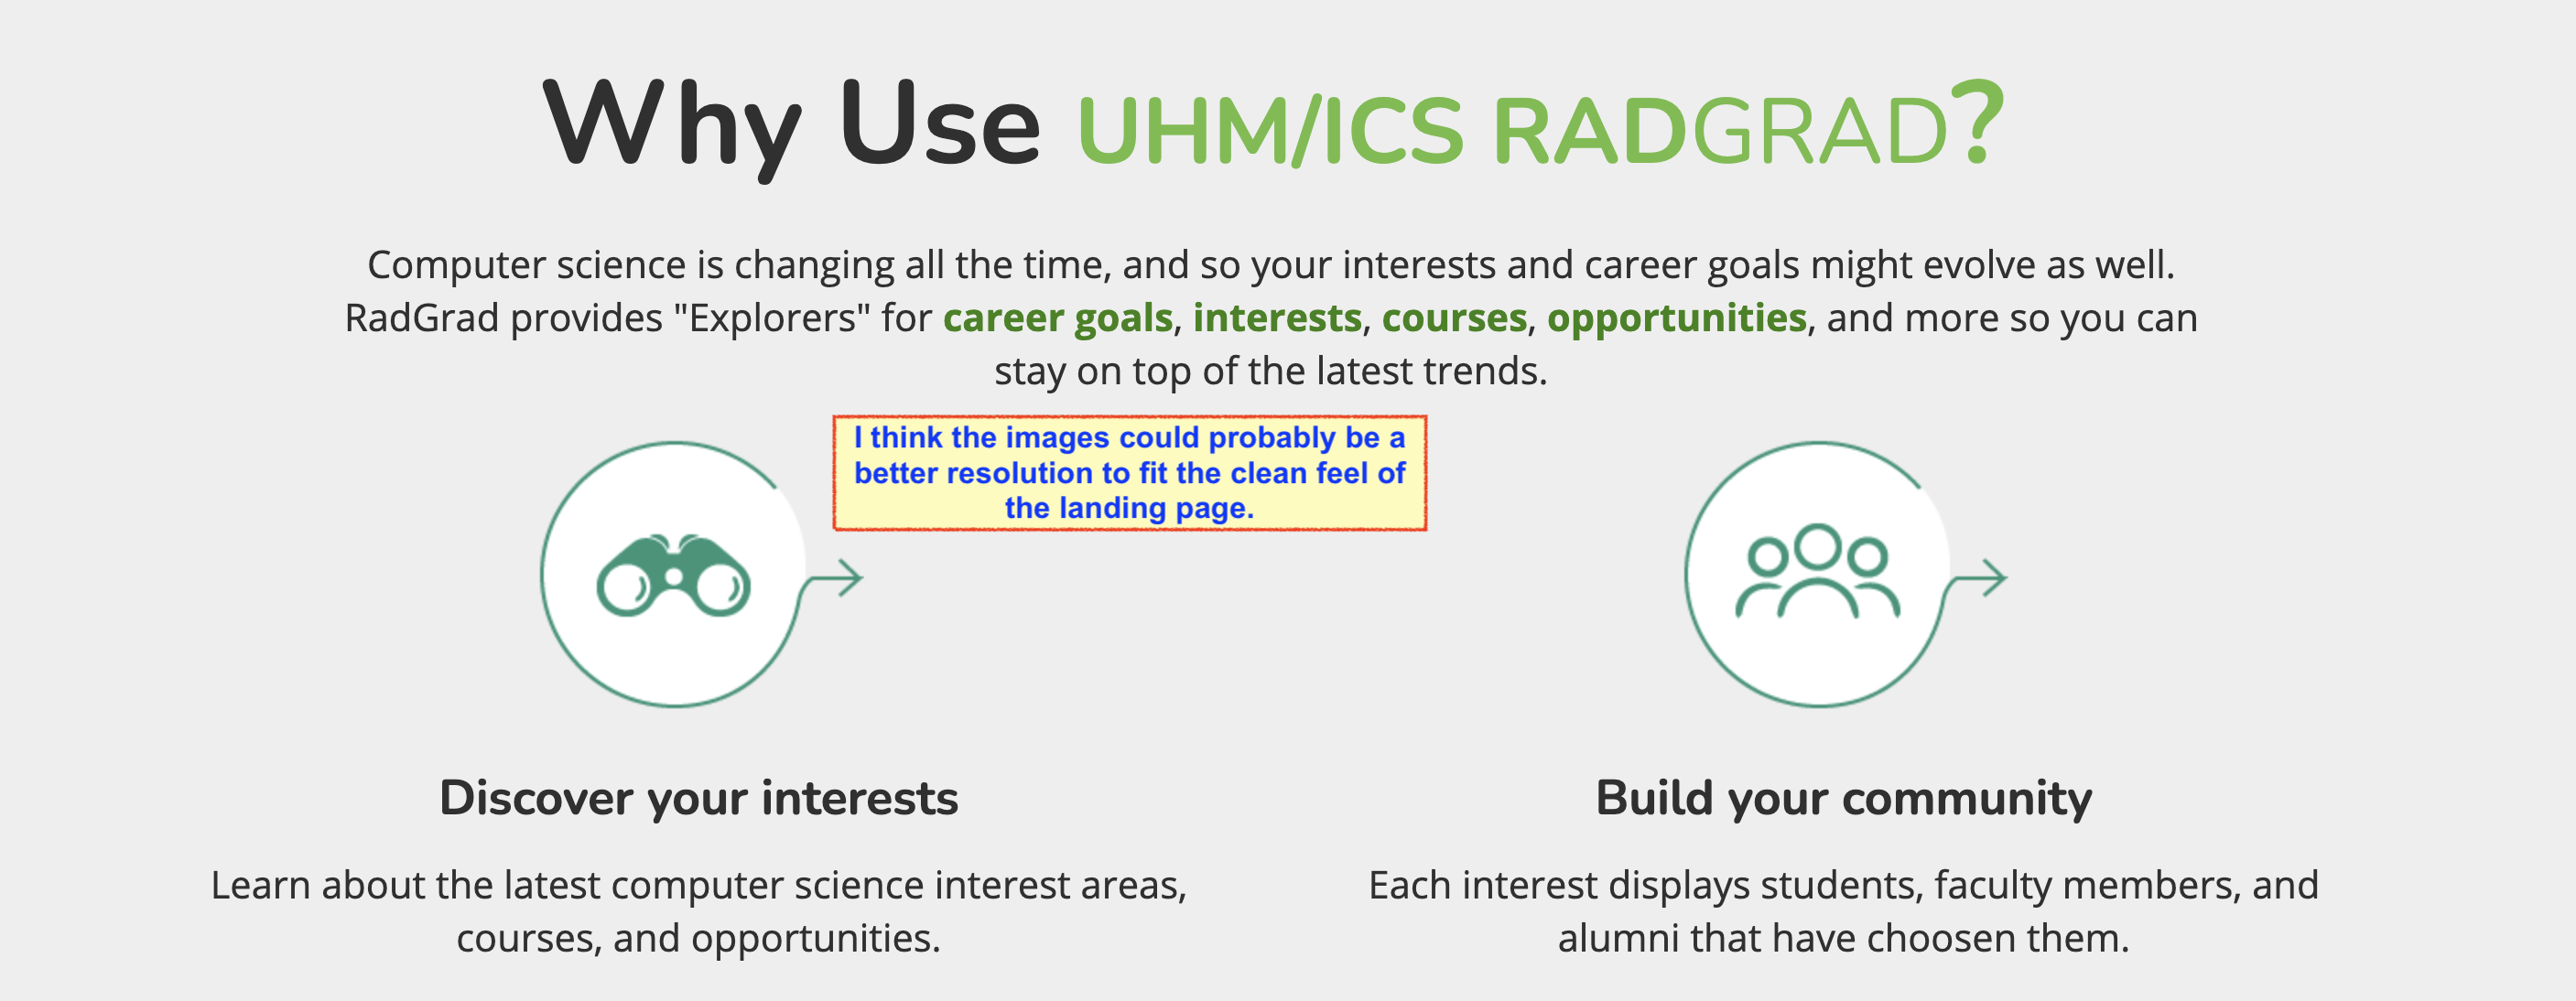 Why Use UHM/ICS RADGRAD?
Computer science is changing all the time, and so your interests and career goals might evolve as well.
RadGrad provides "Explorers" for career goals, interests, courses, opportunities, and more so you can
stay on top of the latest trends.
I think the images could probably be a
better resolution to fit the clean feel of
the landing page.
Discover your interests
Learn about the latest computer science interest areas,
courses, and opportunities.
Build your community
Each interest displays students, faculty members, and
alumni that have choosen them.